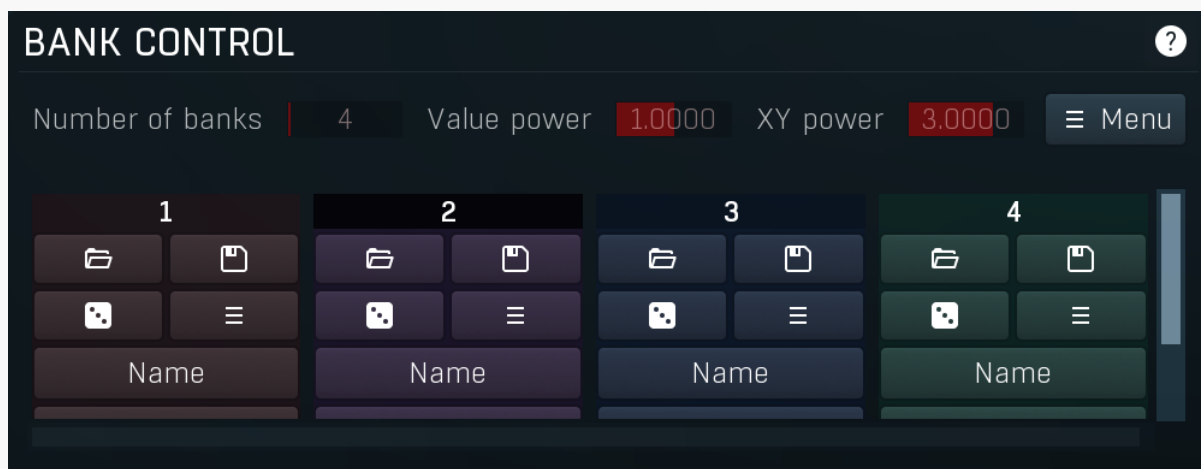 BANK CONTROL ?
Number of banks 4 Value power 1.0000 XY power 3.0000 Menu
1 2 3 4
Name Name Name Name